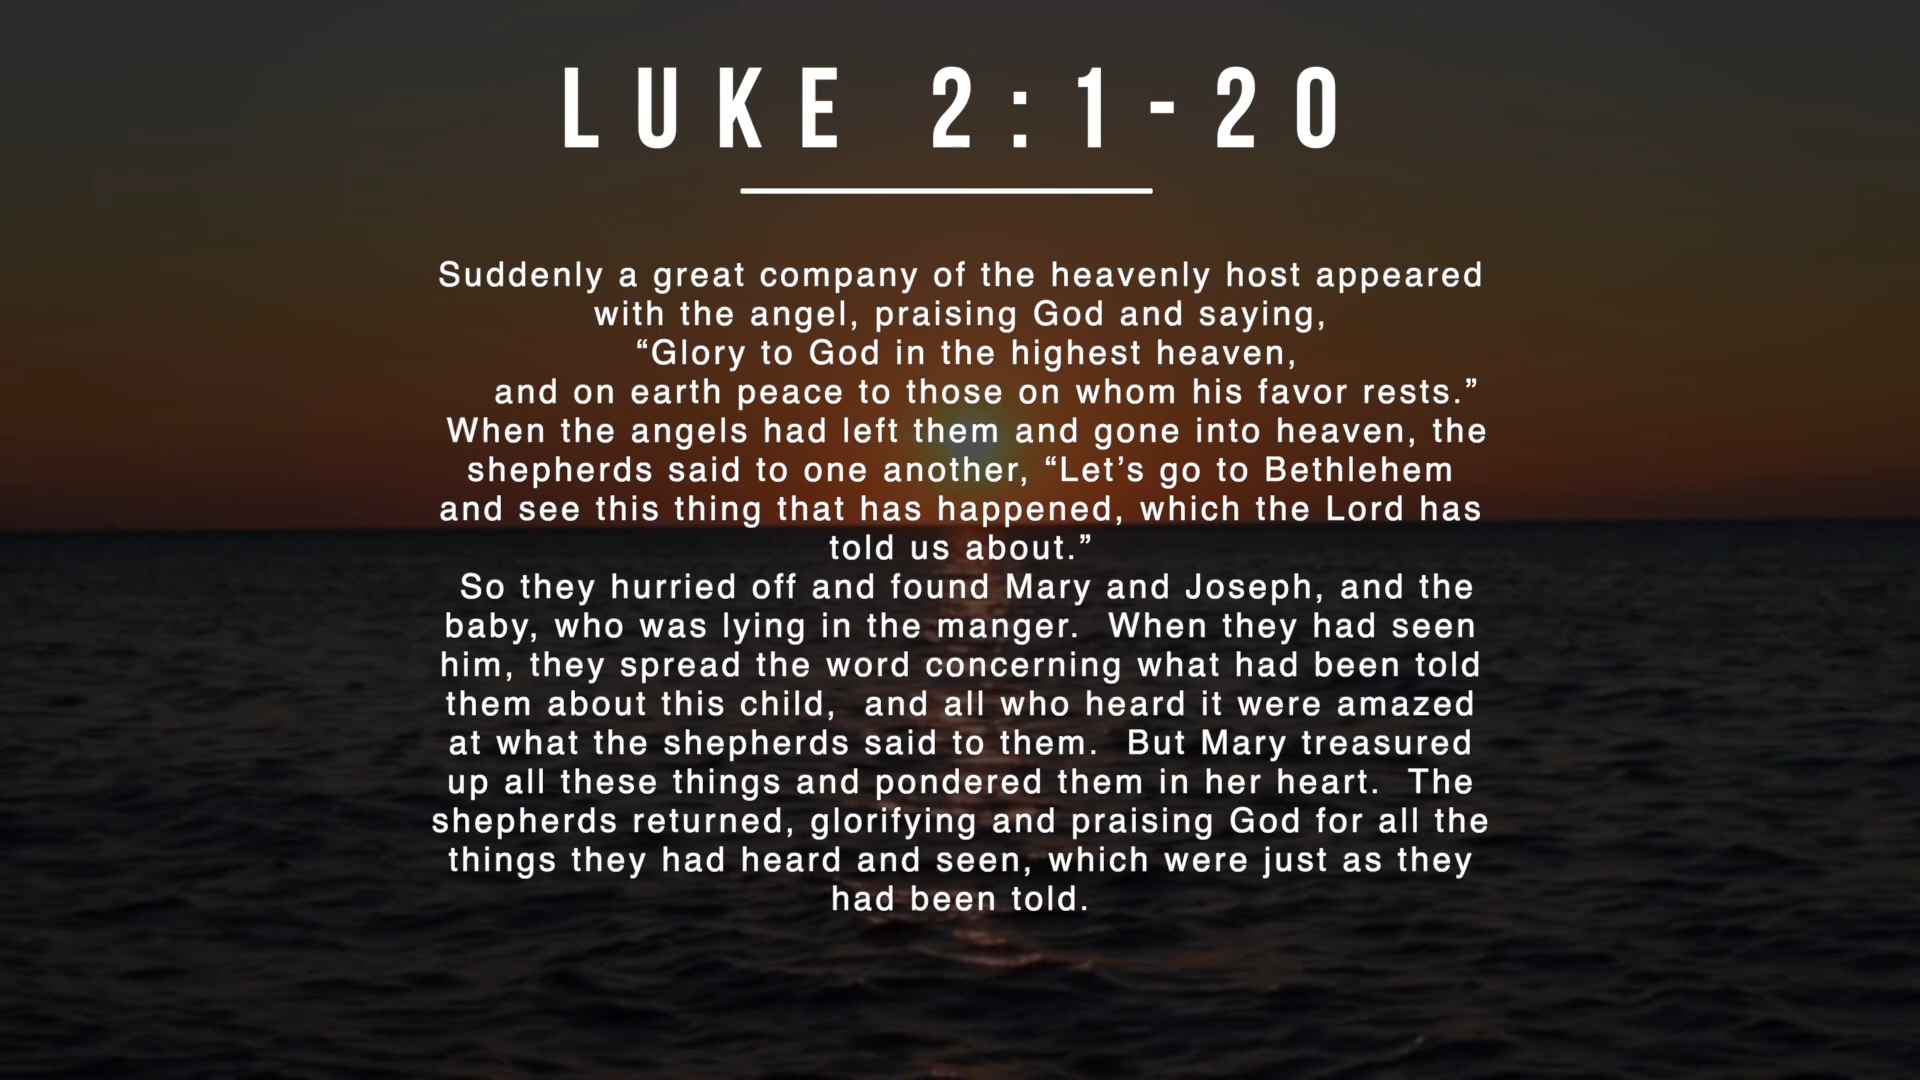 LUKE 2:1-20
Suddenly a great company of the heavenly host appeared
with the angel, praising God and saying,
“Glory to God in the highest heaven,
and on earth peace to those on whom his favor rests.”
When the angels had left them and gone into heaven, the
shepherds said to one another, “Let’s go to Bethlehem
and see this thing that has happened, which the Lord has
told us about.”
So they hurried off and found Mary and Joseph, and the
baby, who was lying in the manger.  When they had seen
him, they spread the word concerning what had been told
them about this child,  and all who heard it were amazed
at what the shepherds said to them.  But Mary treasured
up all these things and pondered them in her heart.  The
shepherds returned, glorifying and praising God for all the
things they had heard and seen, which were just as they
had been told.